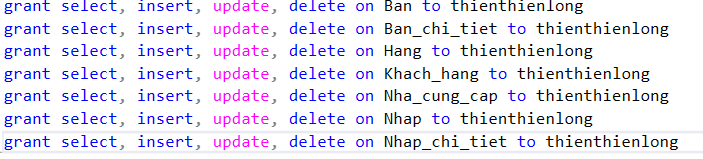 grant select, insert, update, delete on Ban to thienthienlong
grant select, insert, update, delete on Ban_chi_tiet to thienthienlong
grant select, insert, update, delete on Hang to thienthienlong
grant select, insert, update, delete on Khach_hang to thienthienlong
grant select, insert, update, delete on Nha_cung_cap to thienthienlong
grant select, insert, update, delete on Nhap to thienthienlong
grant select, insert, update, delete on Nhap_chi_tiet to thienthienlong